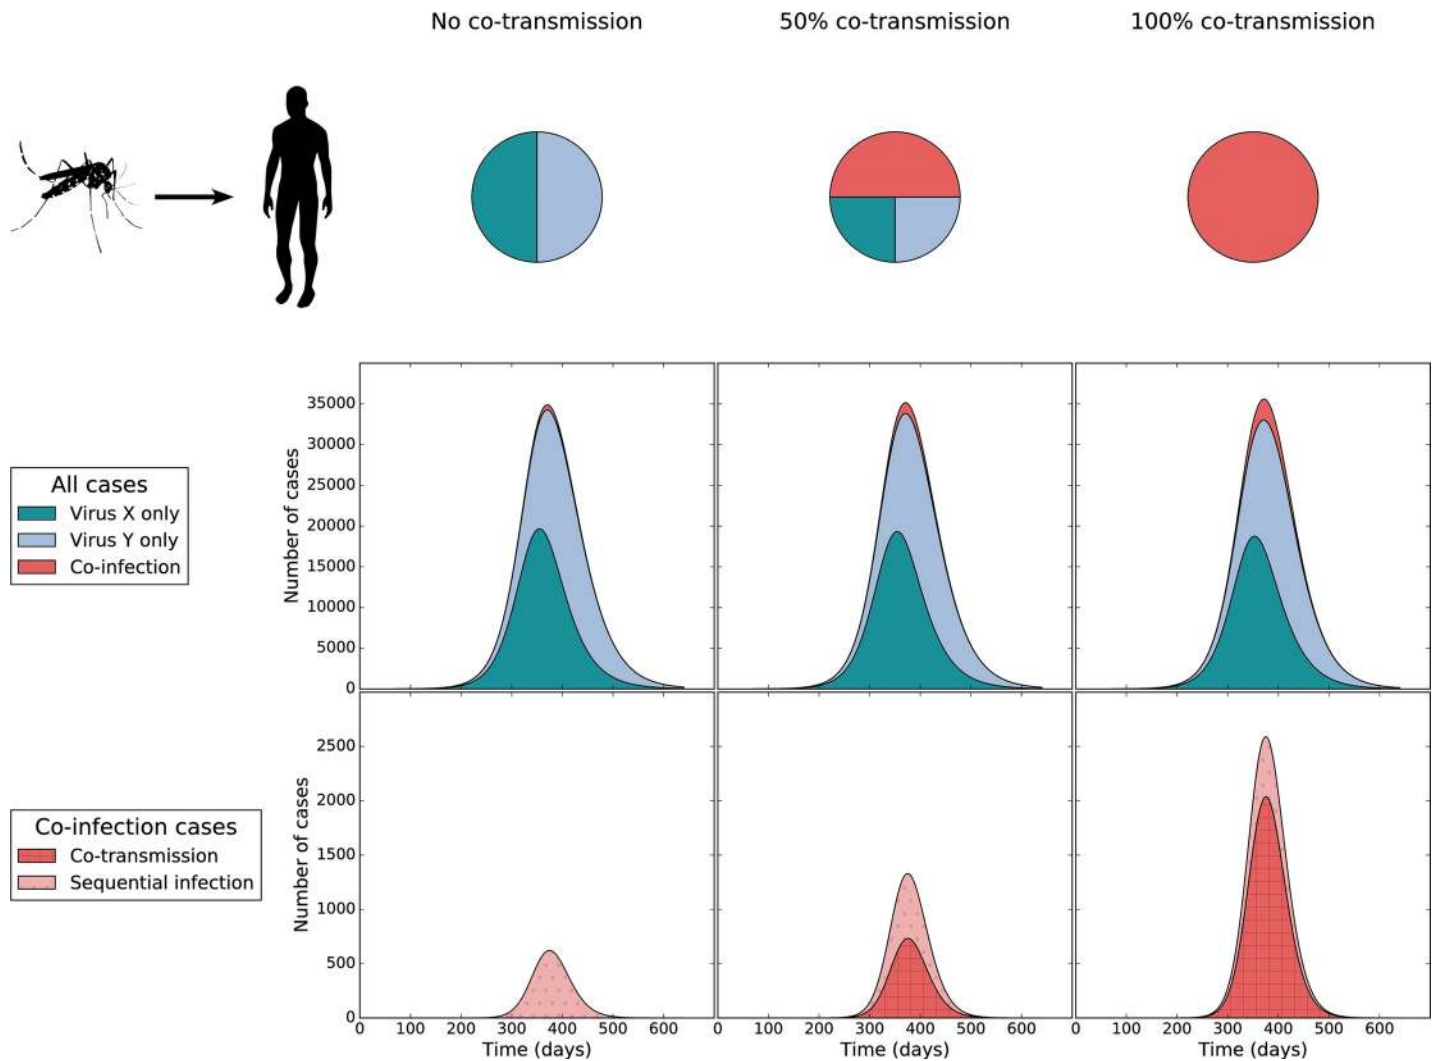 No co-transmission
50% co-transmission
100% co-transmission
All cases
Virus X only
Virus Y only
Co-infection
Number of cases
35000
30000
25000
20000
15000
10000
5000
0
Co-infection cases
Co-transmission
Sequential infection
Number of cases
2500
2000
1500
1000
500
0
0 100 200 300 400 500 600
0 100 200 300 400 500 600
0 100 200 300 400 500 600
Time (days)
Time (days)
Time (days)